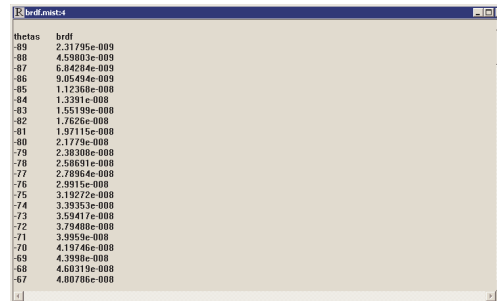 brdf.mist:4
thetas brdf
-89 2.31795e-009
-88 4.59803e-009
-87 6.84284e-009
-86 9.05494e-009
-85 1.12368e-008
-84 1.3391e-008
-83 1.55199e-008
-82 1.7626e-008
-81 1.97115e-008
-80 2.1779e-008
-79 2.38308e-008
-78 2.58691e-008
-77 2.78964e-008
-76 2.9915e-008
-75 3.19272e-008
-74 3.39353e-008
-73 3.59417e-008
-72 3.79488e-008
-71 3.9959e-008
-70 4.19746e-008
-69 4.3998e-008
-68 4.60319e-008
-67 4.80786e-008